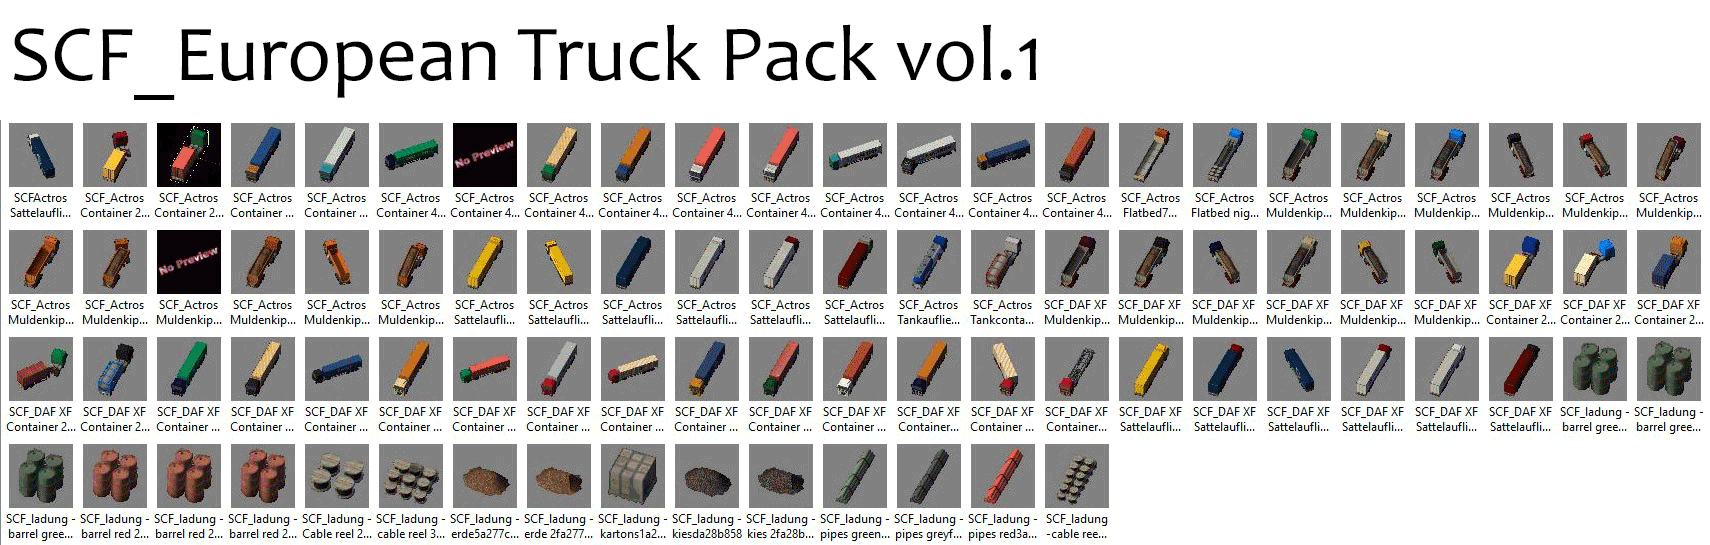 SCF_European Truck Pack vol.1
SCFActros SCF_Actros SCF_Actros SCF_Actros SCF_Actros SCF_Actros No Preview SCF_Actros SCF_Actros SCF_Actros SCF_Actros SCF_Actros SCF_Actros SCF_Actros SCF_Actros SCF_Actros SCF_Actros SCF_Actros SCF_Actros SCF_Actros SCF_Actros SCF_Actros SCF_Actros SCF_Actros
Sattelaufli... Container 2... Container 2... Container ... Container ... Container 4... Container 4... Container 4... Container 4... Container 4... Container 4... Container 4... Container 4... Container 4... Container 4... Flatbed7... Flatbed nig... Muldenkip... Muldenkip... Muldenkip... Muldenkip... Muldenkip... Muldenkip...
No Preview
SCF_Actros SCF_Actros SCF_Actros SCF_Actros SCF_Actros SCF_Actros SCF_Actros SCF_Actros SCF_Actros SCF_Actros SCF_Actros SCF_Actros SCF_Actros SCF_Actros SCF_DAF XF SCF_DAF XF SCF_DAF XF SCF_DAF XF SCF_DAF XF SCF_DAF XF SCF_DAF XF SCF_DAF XF SCF_DAF XF
Muldenkip... Muldenkip... Muldenkip... Muldenkip... Muldenkip... Muldenkip... Sattelaufli... Sattelaufli... Sattelaufli... Sattelaufli... Sattelaufli... Sattelaufli... Tankauflie... Tankconta... Muldenkip... Muldenkip... Muldenkip... Muldenkip... Muldenkip... Muldenkip... Container 2... Container 2... Container 2...
SCF_DAF XF SCF_DAF XF SCF_DAF XF SCF_DAF XF SCF_DAF XF SCF_DAF XF SCF_DAF XF SCF_DAF XF SCF_DAF XF SCF_DAF XF SCF_DAF XF SCF_DAF XF SCF_DAF XF SCF_DAF XF SCF_DAF XF SCF_DAF XF SCF_DAF XF SCF_DAF XF SCF_DAF XF SCF_DAF XF SCF_DAF XF SCF_ladung - SCF_ladung -
Container 2... Container 2... Container ... Container ... Container ... Container ... Container ... Container ... Container ... Container ... Container ... Container ... Container ... Container... Container... Sattelaufli... Sattelaufli... Sattelaufli... Sattelaufli... Sattelaufli... Sattelaufli... barrel gree... barrel gree...
SCF_ladung - SCF_ladung - SCF_ladung - SCF_ladung - SCF_ladung - SCF_ladung - SCF_ladung - SCF_ladung - SCF_ladung - SCF_ladung - SCF_ladung - SCF_ladung - SCF_ladung - SCF_ladung - SCF_ladung
barrel gree... barrel red 2... barrel red 2... barrel red 2... Cable reel 2... cable reel 3... erde5a277c... erde 2fa277... kartons1a2... kiesda28b858 kies 2fa28b... pipes green... pipes greyf... pipes red3a... -cable ree...